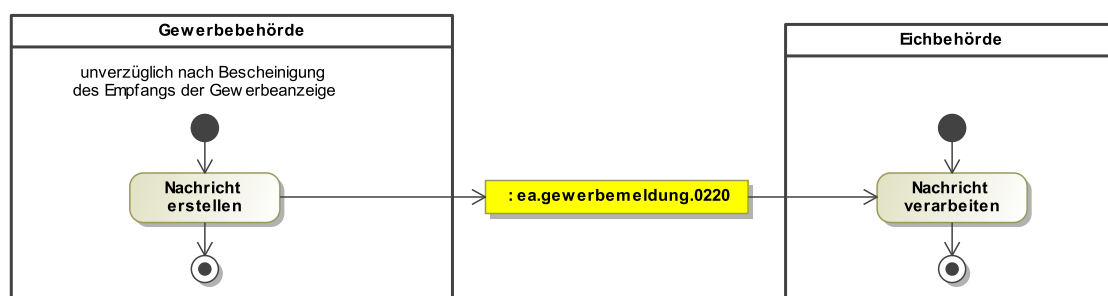 Gewerbebehörde
unverzüglich nach Bescheinigung
des Empfangs der Gewerbeanzeige
Nachricht
erstellen
: ea.gewerbemeldung.0220
Eichbehörde
Nachricht
verarbeiten